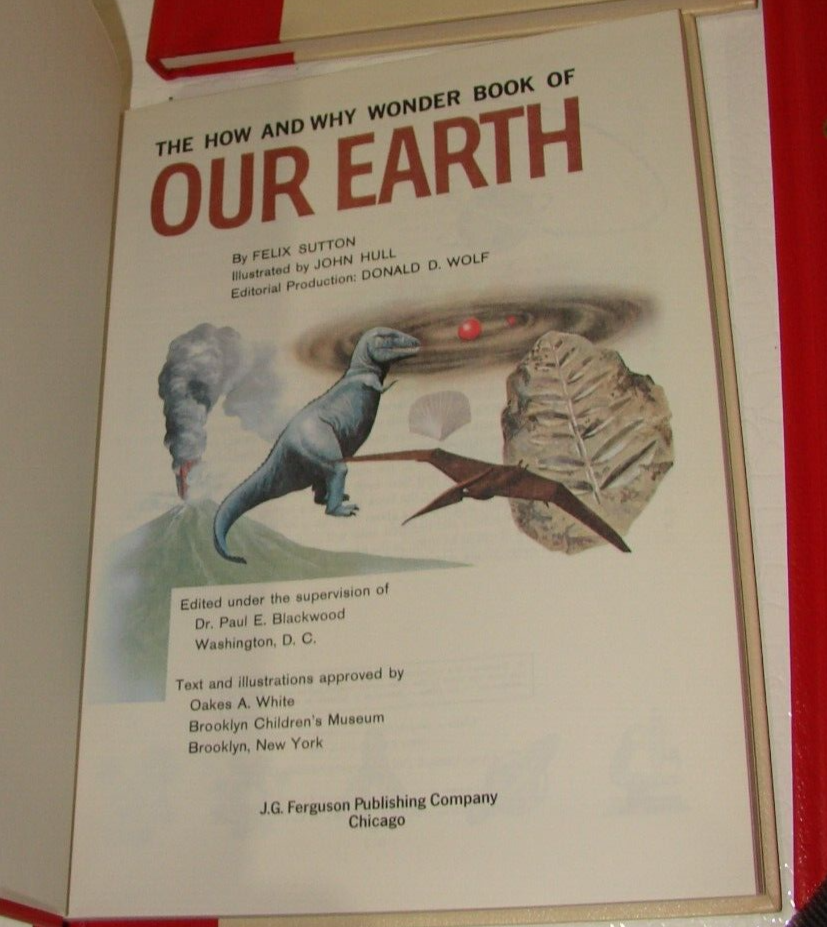 THE HOW AND WHY WONDER BOOK OF
OUR EARTH
By FELIX SUTTON
Illustrated by JOHN HULL
Editorial Production: DONALD D. WOLF
Edited under the supervision of
Dr. Paul E. Blackwood
Washington, D. C.
Text and illustrations approved by
Oakes A. White
Brooklyn Children's Museum
Brooklyn, New York
J.G. Ferguson Publishing Company
Chicago